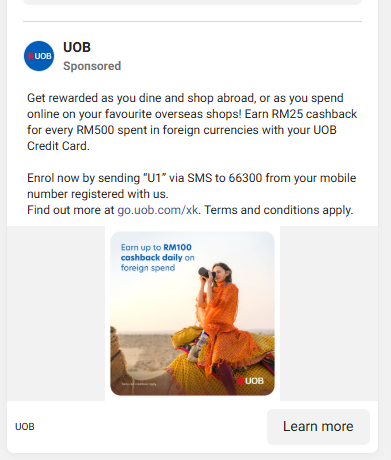 UOB
UOB
Sponsored
Get rewarded as you dine and shop abroad, or as you spend
online on your favourite overseas shops! Earn RM25 cashback
for every RM500 spent in foreign currencies with your UOB
Credit Card.
Enrol now by sending “U1” via SMS to 66300 from your mobile
number registered with us.
Find out more at go.uob.com/xk. Terms and conditions apply.
Earn up to RM100
cashback daily on
foreign spend
UOB
UOB
Learn more